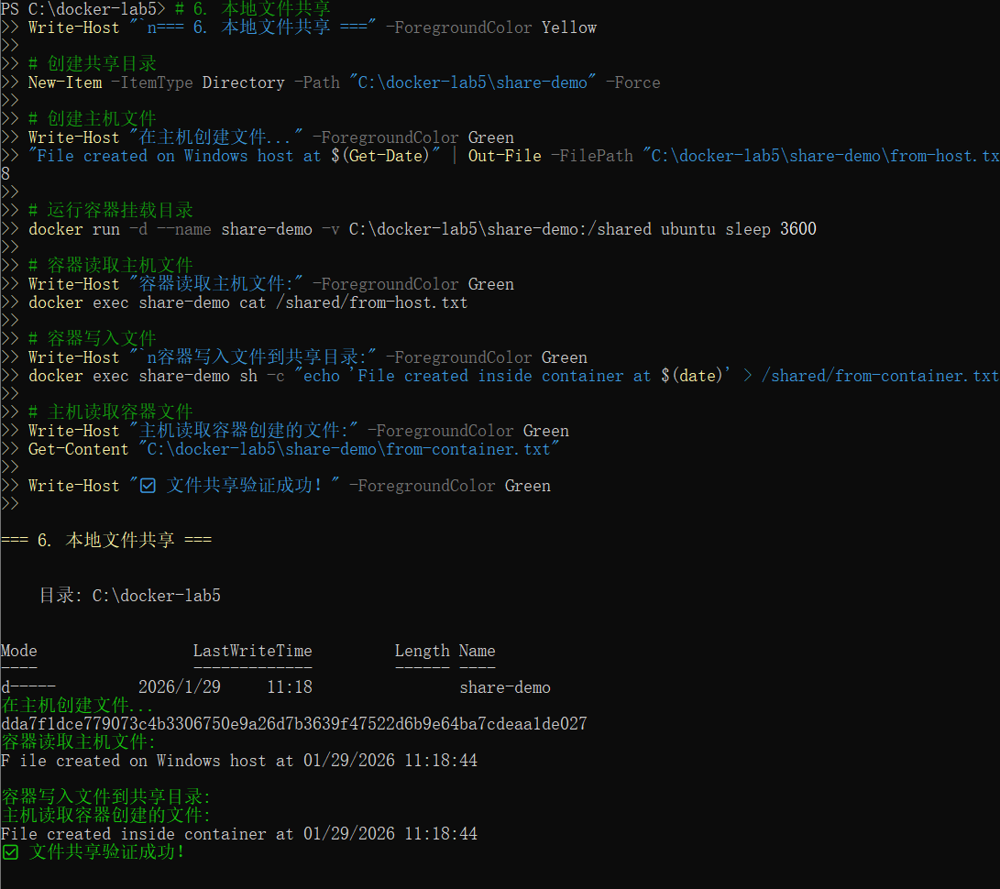 PS C:\docker-lab5> # 6. 本地文件共享
>> Write-Host "`n=== 6. 本地文件共享 ===" -ForegroundColor Yellow
>>
>> # 创建共享目录
>> New-Item -ItemType Directory -Path "C:\docker-lab5\share-demo" -Force
>>
>> # 创建主机文件
>> Write-Host "在主机创建文件..." -ForegroundColor Green
>> "File created on Windows host at $(Get-Date)" | Out-File -FilePath "C:\docker-lab5\share-demo\from-host.tx
8
>>
>> # 运行容器挂载目录
>> docker run -d --name share-demo -v C:\docker-lab5\share-demo:/shared ubuntu sleep 3600
>>
>> # 容器读取主机文件
>> Write-Host "容器读取主机文件:" -ForegroundColor Green
>> docker exec share-demo cat /shared/from-host.txt
>>
>> # 容器写入文件
>> Write-Host "`n容器写入文件到共享目录:" -ForegroundColor Green
>> docker exec share-demo sh -c "echo 'File created inside container at $(date)' > /shared/from-container.txt
>>
>> # 主机读取容器文件
>> Write-Host "主机读取容器创建的文件:" -ForegroundColor Green
>> Get-Content "C:\docker-lab5\share-demo\from-container.txt"
>>
>> Write-Host "☑ 文件共享验证成功！" -ForegroundColor Green
>>
=== 6. 本地文件共享 ===
目录: C:\docker-lab5
Mode LastWriteTime Length Name
---- ------------- ------ ----
d----- 2026/1/29 11:18 share-demo
在主机创建文件...
dda7f1dce779073c4b3306750e9a26d7b3639f47522d6b9e64ba7cdeaa1de027
容器读取主机文件:
F ile created on Windows host at 01/29/2026 11:18:44
容器写入文件到共享目录:
主机读取容器创建的文件:
File created inside container at 01/29/2026 11:18:44
☑ 文件共享验证成功！